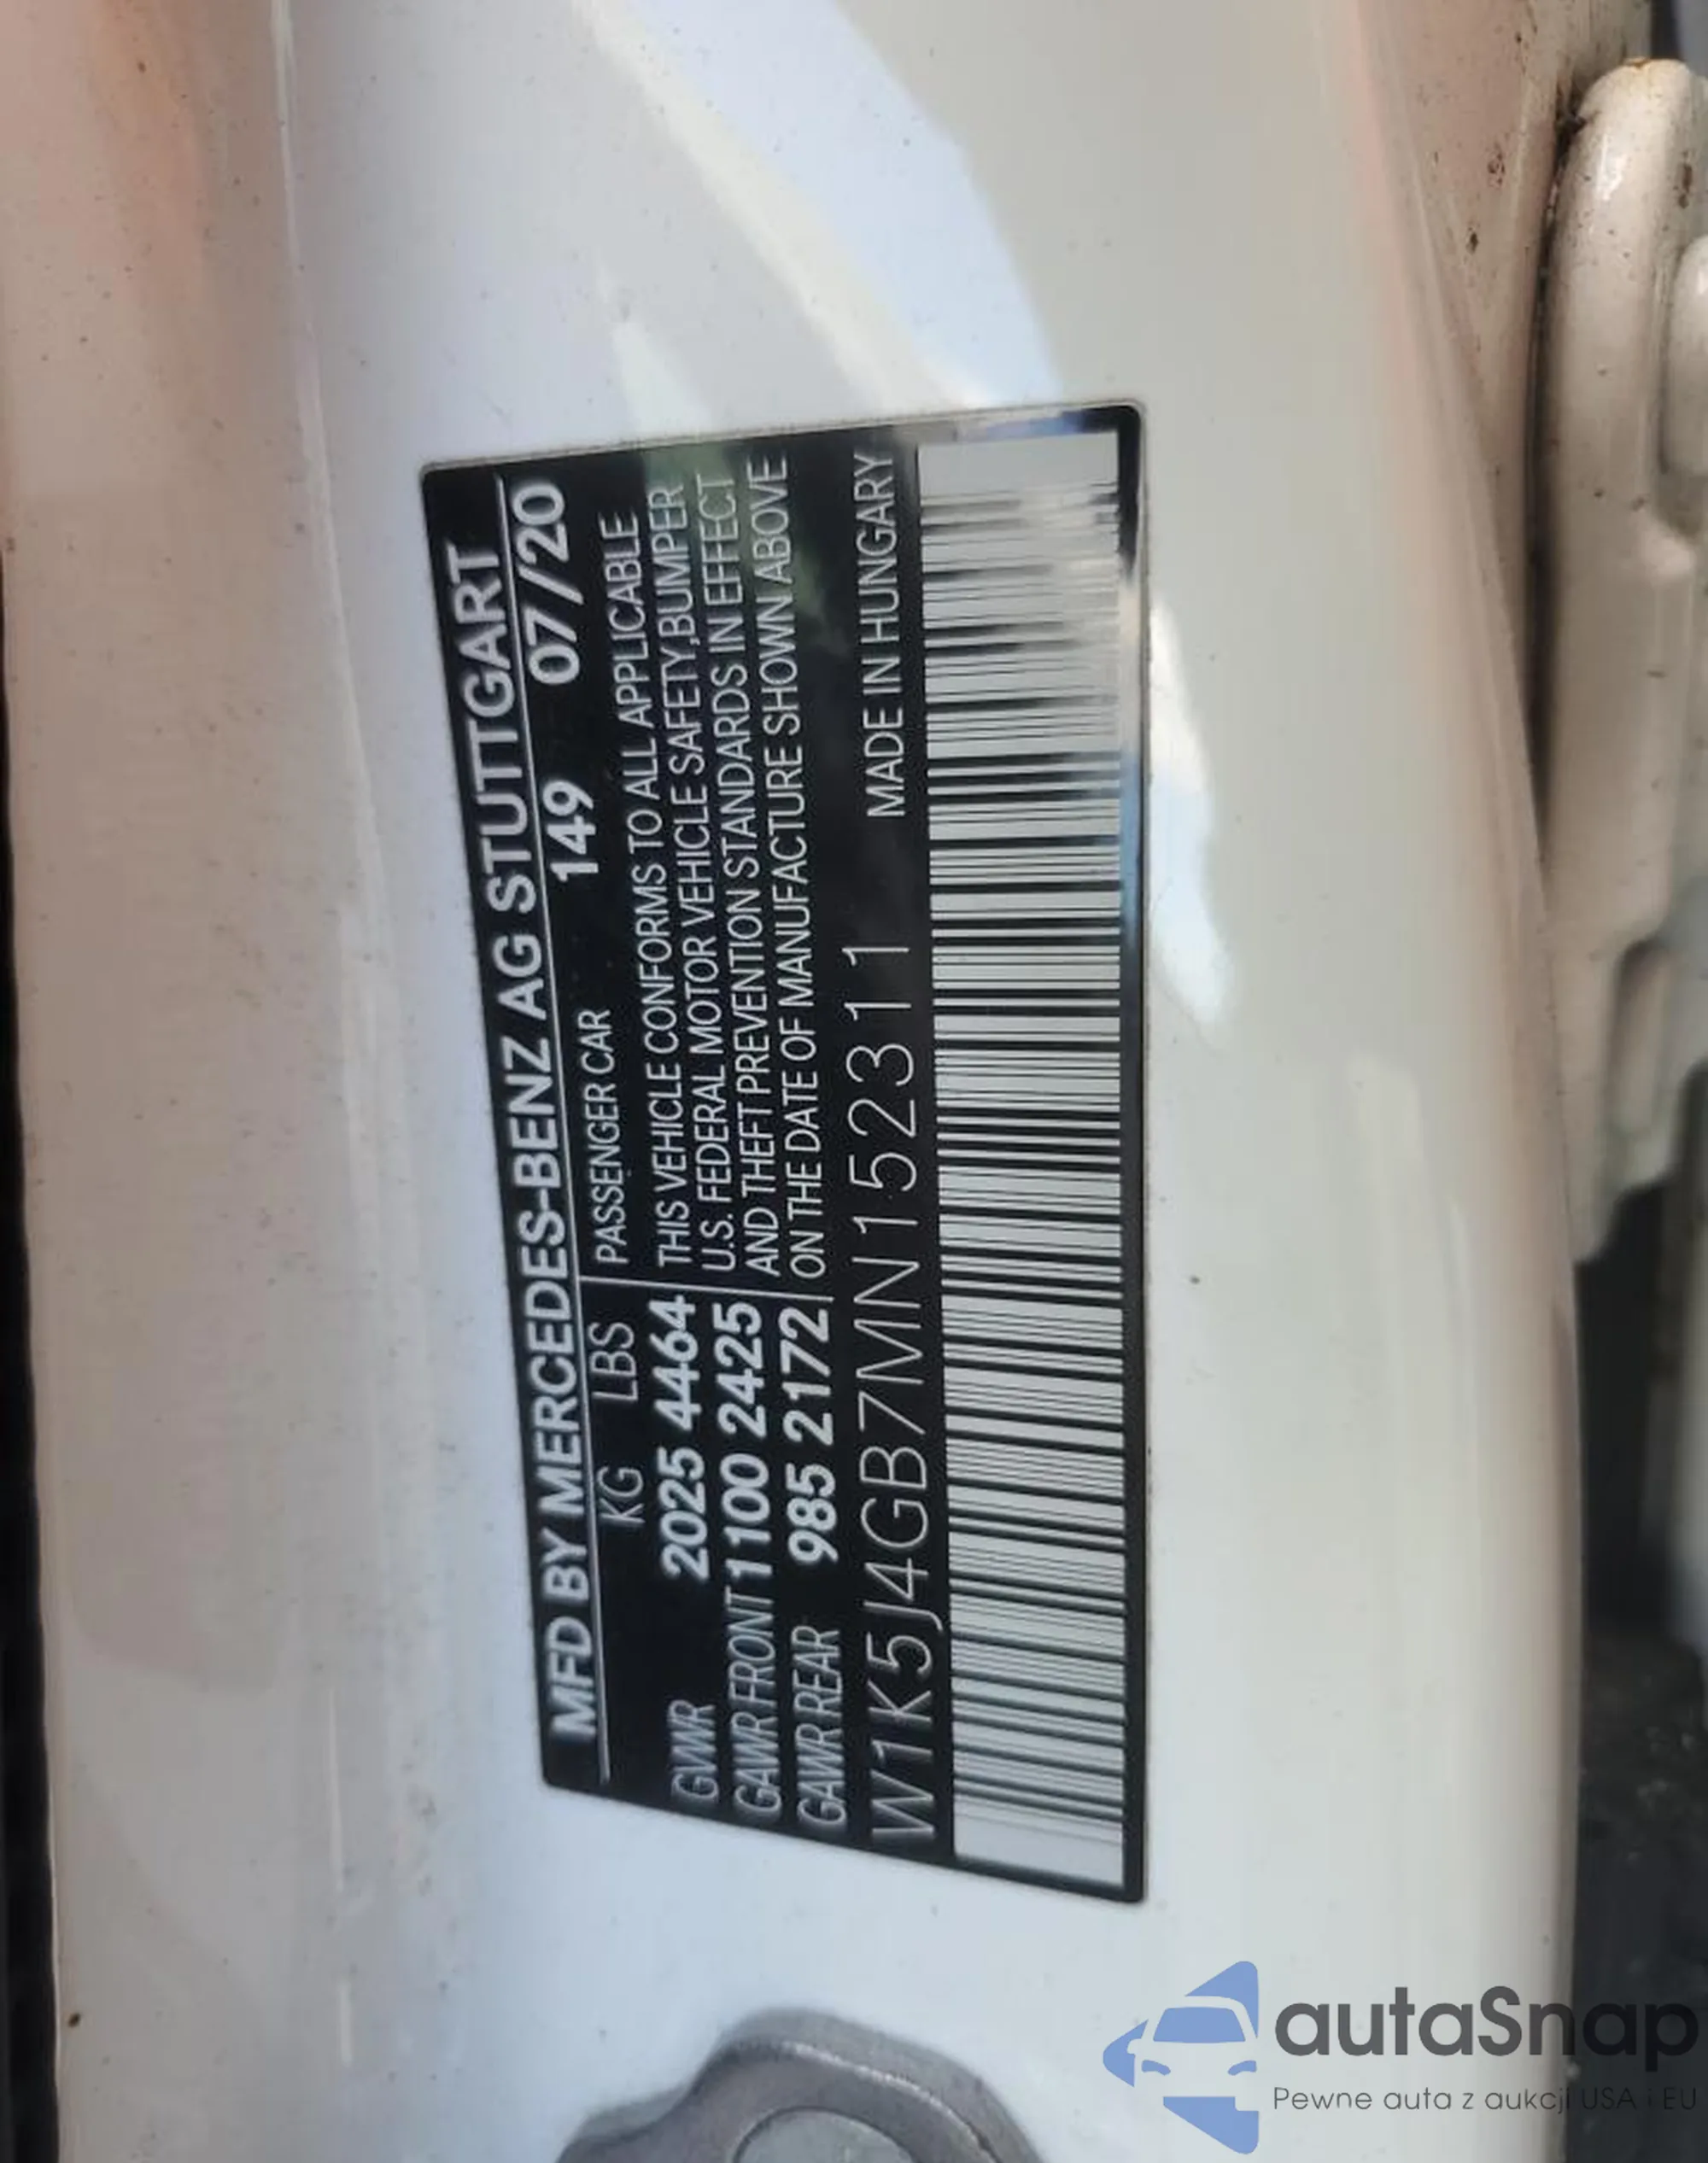 MFD BY MERCEDES-BENZ AG STUTTGART
KG LBS PASSENGER CAR 149 07/20
GVWR 2025 4464 THIS VEHICLE CONFORMS TO ALL APPLICABLE
GAWR FRONT 1100 2425 U.S. FEDERAL MOTOR VEHICLE SAFETY,BUMPER
AND THEFT PREVENTION STANDARDS IN EFFECT
GAWR REAR 985 2172 ON THE DATE OF MANUFACTURE SHOWN ABOVE
W1K5J4GB7MN152311 MADE IN HUNGARY
autaSnap
Pewne auta z aukcji USA i EU